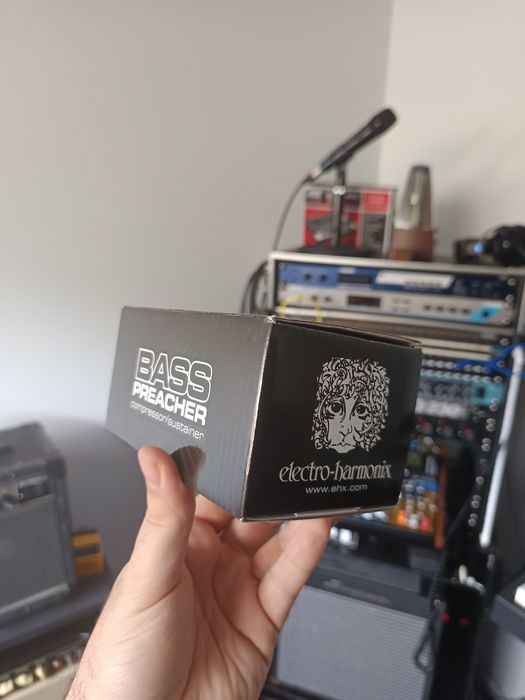 BASS
PREACHER
compressor/sustainer
electro-harmonix
www.ehx.com